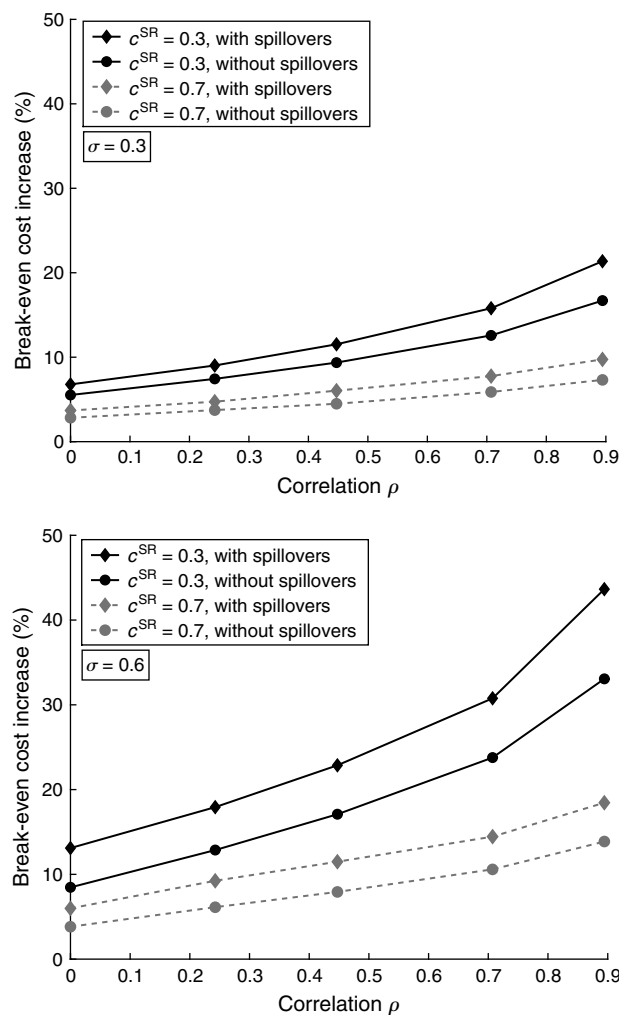 50
40
30
20
10
0
Break-even cost increase (%)
c^SR = 0.3, with spillovers
c^SR = 0.3, without spillovers
c^SR = 0.7, with spillovers
c^SR = 0.7, without spillovers
σ = 0.3
0 0.1 0.2 0.3 0.4 0.5 0.6 0.7 0.8 0.9
Correlation ρ
50
40
30
20
10
0
Break-even cost increase (%)
c^SR = 0.3, with spillovers
c^SR = 0.3, without spillovers
c^SR = 0.7, with spillovers
c^SR = 0.7, without spillovers
σ = 0.6
0 0.1 0.2 0.3 0.4 0.5 0.6 0.7 0.8 0.9
Correlation ρ